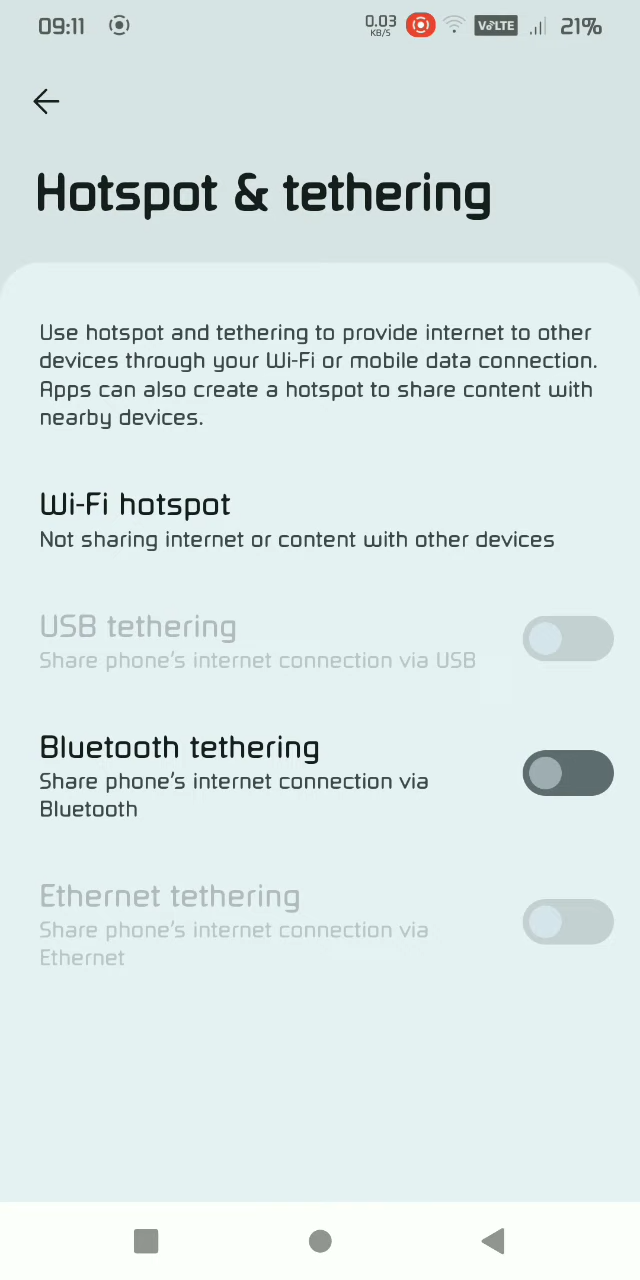 09:11
0.03
KB/S
VoLTE
21%
Hotspot & tethering
Use hotspot and tethering to provide internet to other
devices through your Wi-Fi or mobile data connection.
Apps can also create a hotspot to share content with
nearby devices.
Wi-Fi hotspot
Not sharing internet or content with other devices
USB tethering
Share phone's internet connection via USB
Bluetooth tethering
Share phone's internet connection via
Bluetooth
Ethernet tethering
Share phone's internet connection via
Ethernet